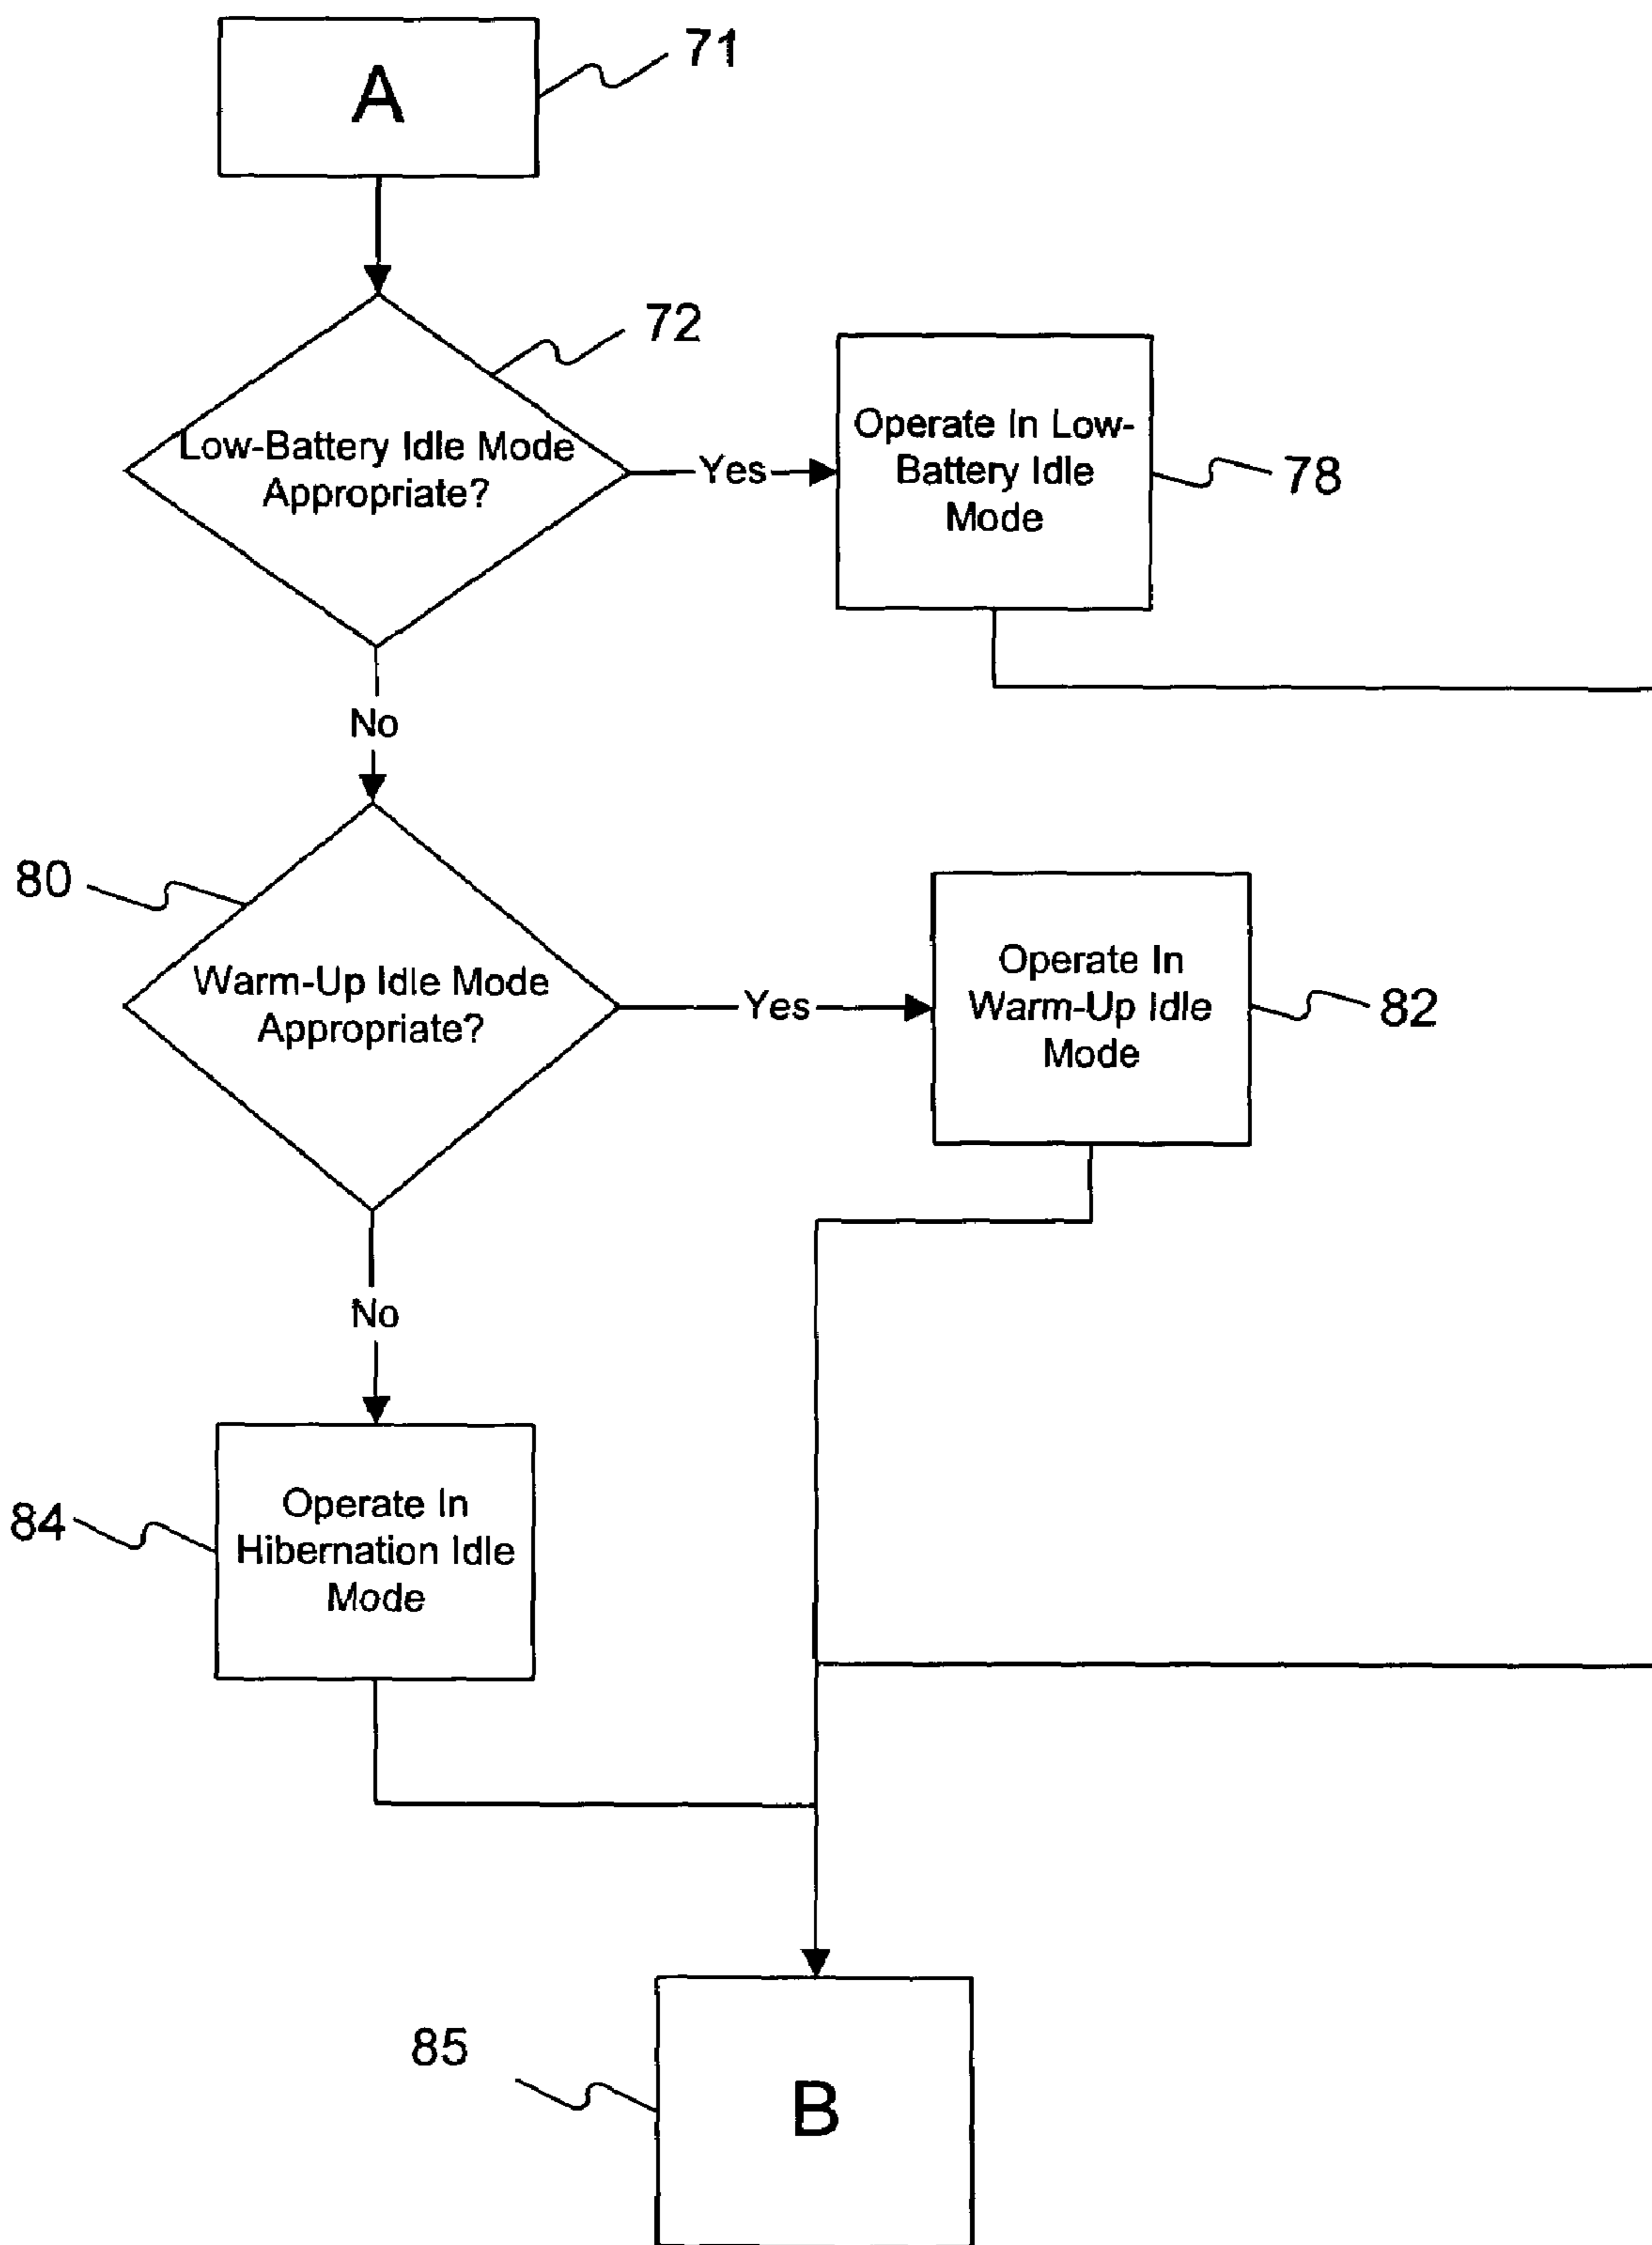 A
71
72
Low-Battery Idle Mode
Appropriate?
Yes
Operate In Low-
Battery Idle
Mode
78
No
80
Warm-Up Idle Mode
Appropriate?
Yes
Operate In
Warm-Up Idle
Mode
82
No
84
Operate In
Hibernation Idle
Mode
85
B